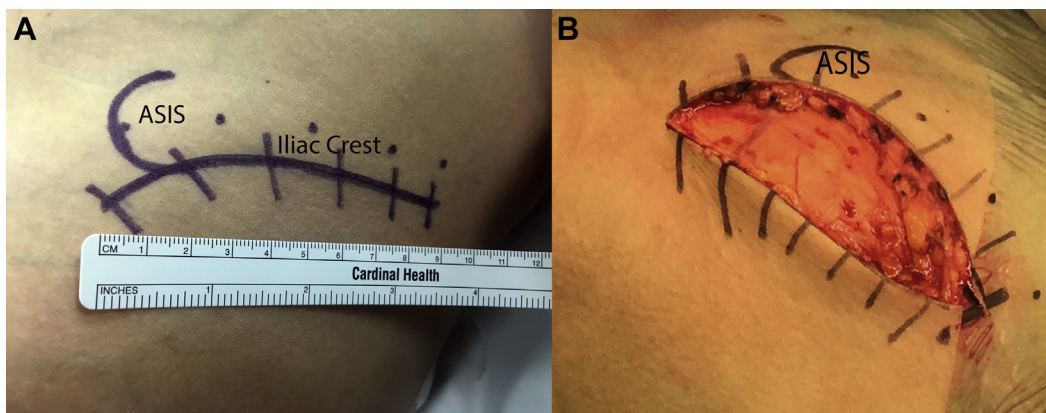 A
ASIS
Iliac Crest
CM 1 2 3 4 5 6 7 8 9 10 11 12
Cardinal Health
INCHES 1 2 3 4
B
ASIS